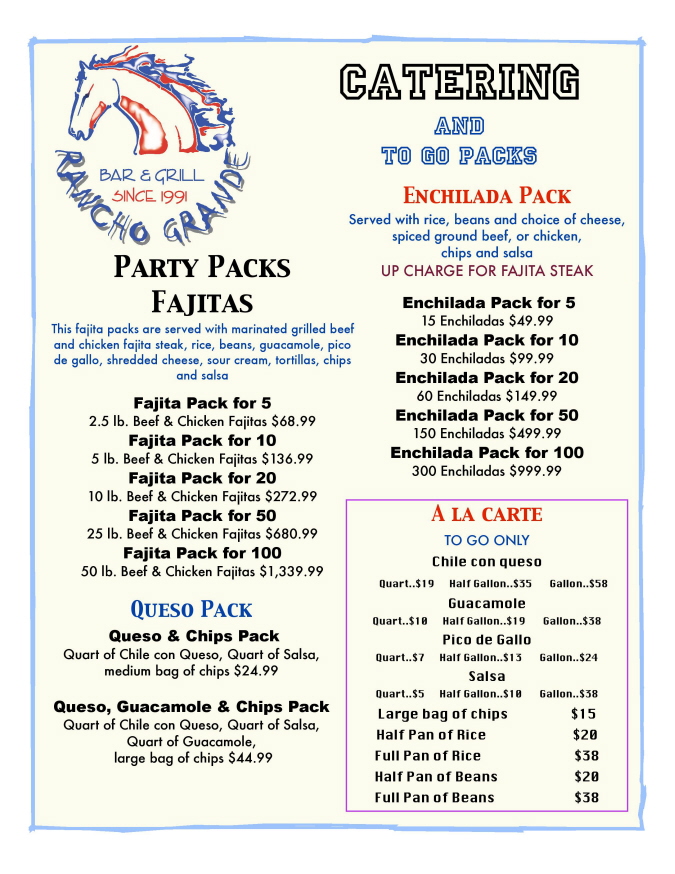 BAR & GRILL
SINCE 1991
RANCHO GRANDE
PARTY PACKS
FAJITAS
This fajita packs are served with marinated grilled beef
and chicken fajita steak, rice, beans, guacamole, pico
de gallo, shredded cheese, sour cream, tortillas, chips
and salsa
Fajita Pack for 5
2.5 lb. Beef & Chicken Fajitas $68.99
Fajita Pack for 10
5 lb. Beef & Chicken Fajitas $136.99
Fajita Pack for 20
10 lb. Beef & Chicken Fajitas $272.99
Fajita Pack for 50
25 lb. Beef & Chicken Fajitas $680.99
Fajita Pack for 100
50 lb. Beef & Chicken Fajitas $1,339.99
QUESO PACK
Queso & Chips Pack
Quart of Chile con Queso, Quart of Salsa,
medium bag of chips $24.99
Queso, Guacamole & Chips Pack
Quart of Chile con Queso, Quart of Salsa,
Quart of Guacamole,
large bag of chips $44.99
CATERING
AND
TO GO PACKS
ENCHILADA PACK
Served with rice, beans and choice of cheese,
spiced ground beef, or chicken,
chips and salsa
UP CHARGE FOR FAJITA STEAK
Enchilada Pack for 5
15 Enchiladas $49.99
Enchilada Pack for 10
30 Enchiladas $99.99
Enchilada Pack for 20
60 Enchiladas $149.99
Enchilada Pack for 50
150 Enchiladas $499.99
Enchilada Pack for 100
300 Enchiladas $999.99
A LA CARTE
TO GO ONLY
Chile con queso
Quart..$19 Half Gallon..$35 Gallon..$58
Guacamole
Quart..$10 Half Gallon..$19 Gallon..$38
Pico de Gallo
Quart..$7 Half Gallon..$13 Gallon..$24
Salsa
Quart..$5 Half Gallon..$10 Gallon..$38
Large bag of chips $15
Half Pan of Rice $20
Full Pan of Rice $38
Half Pan of Beans $20
Full Pan of Beans $38